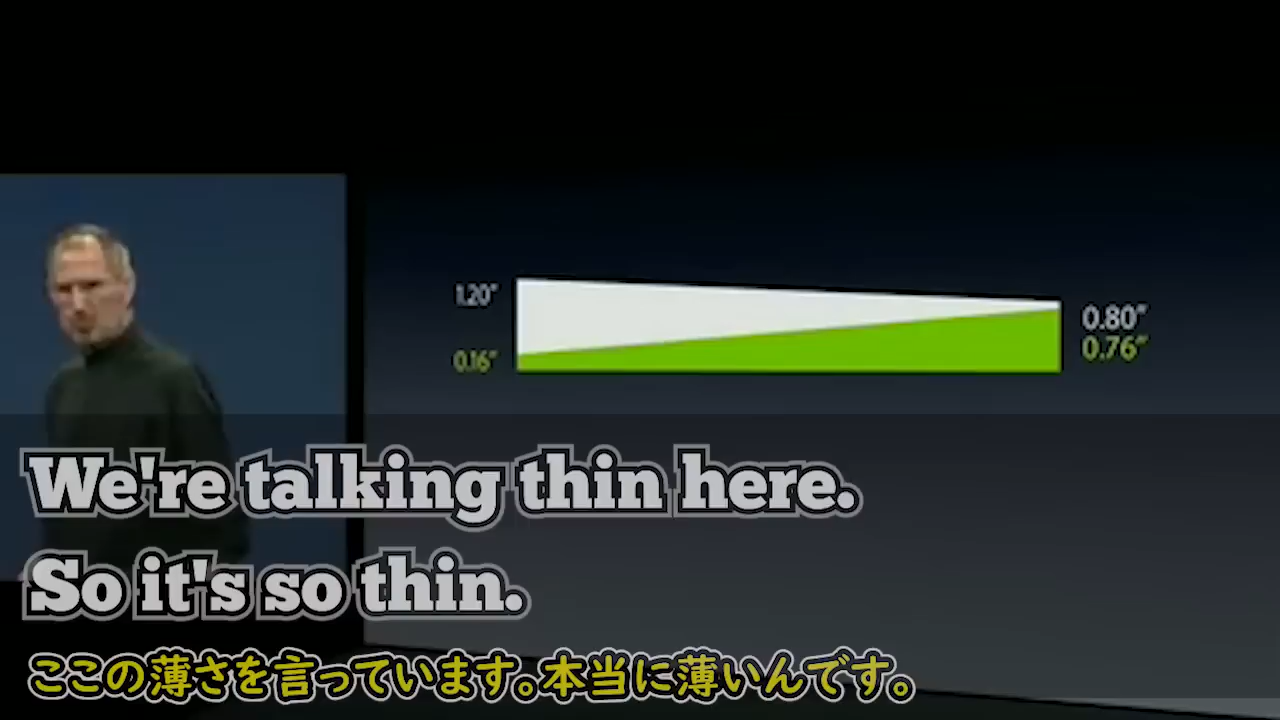 1.20"
0.80"
0.16"
0.76"
We're talking thin here.
So it's so thin.
ここの薄さを言っています。本当に薄いんです。